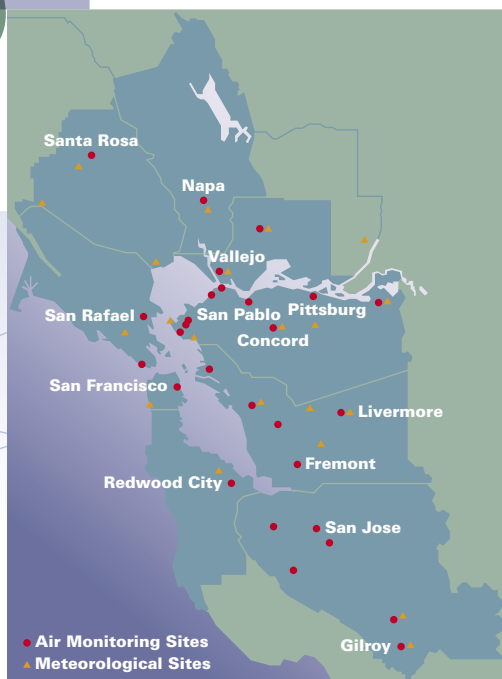 Santa Rosa
Napa
Vallejo
San Rafael
San Pablo
Pittsburg
Concord
San Francisco
Livermore
Fremont
Redwood City
San Jose
Gilroy
Air Monitoring Sites
Meteorological Sites